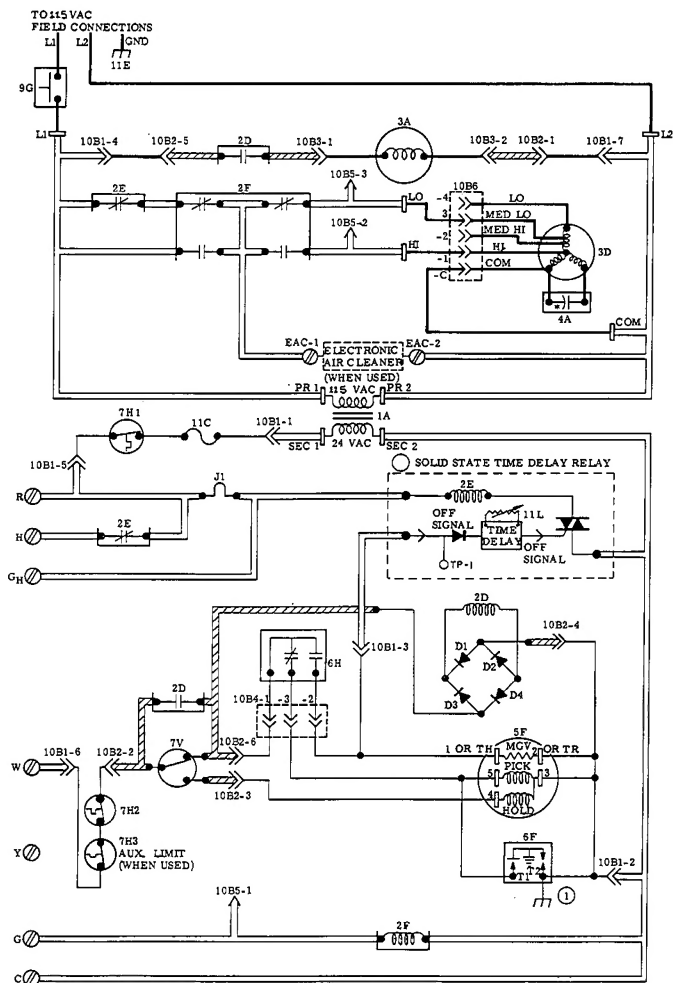 TO 115 VAC
FIELD CONNECTIONS
L1 L2 GND
11E
9G
L1 L2
10B1-4 10B2-5 2D 10B3-1 3A 10B3-2 10B2-1 10B1-7
10B5-3
2E 2F LO 10B6 LO
-4
3 MED LO
10B5-2 -2 MED HI
HI -1 HI 3D
-C COM
* 4A
COM
EAC-1 ELECTRONIC AIR CLEANER EAC-2
(WHEN USED)
PR 1 115 VAC PR 2
1A
7H1 11C 10B1-1 SEC 1 24 VAC SEC 2
10B1-5
SOLID STATE TIME DELAY RELAY
R J1 2E
OFF SIGNAL 11L
H 2E TIME DELAY
OFF SIGNAL
TP-1
GH
2D
10B2-4
10B1-3
6H D1 D2
D3 D4
2D 10B4-1 -3 -2
5F
7V 10B2-6 1 OR TH MGV 2 OR TR
W 10B1-6 10B2-2 PICK
5 3
10B2-3 4
HOLD
7H2
6F
7H3
Y AUX. LIMIT
(WHEN USED)
T1 T2 10B1-2
1
10B5-1
G 2F
C